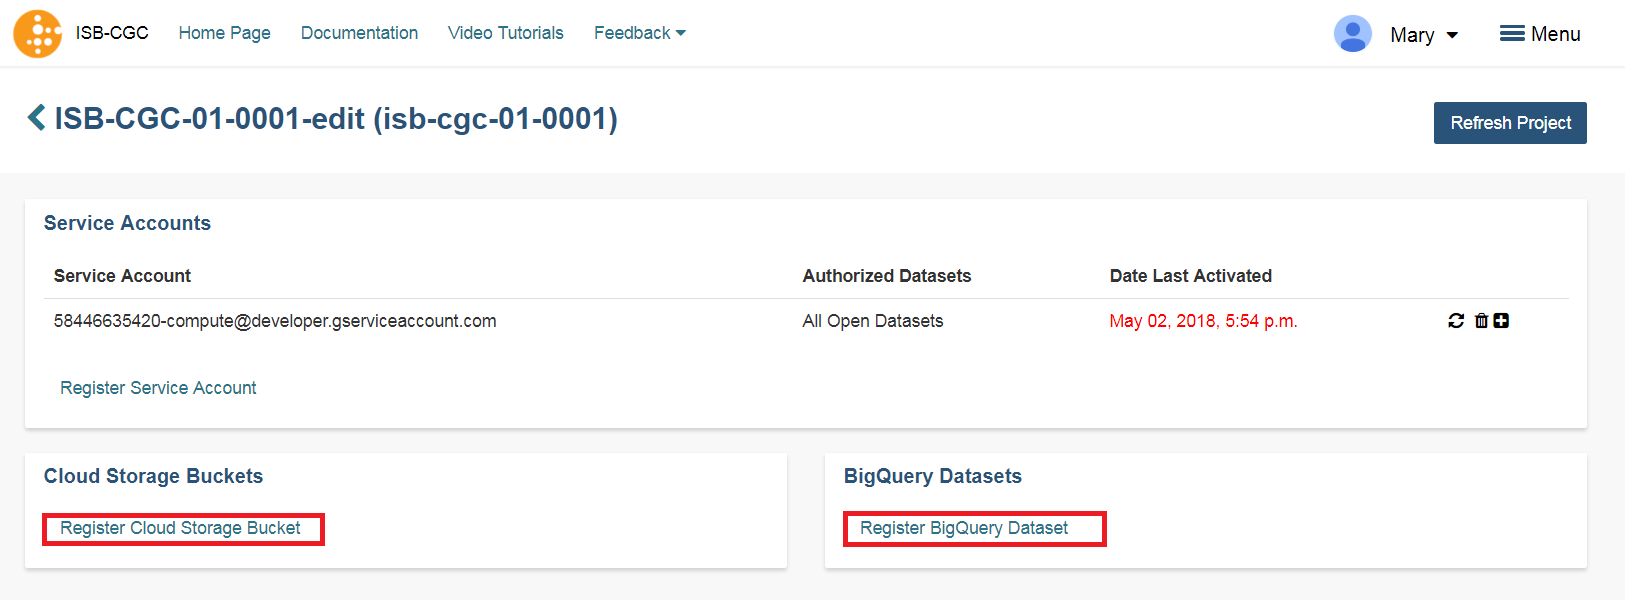 ISB-CGC Home Page Documentation Video Tutorials Feedback Mary Menu
ISB-CGC-01-0001-edit (isb-cgc-01-0001) Refresh Project
Service Accounts
Service Account Authorized Datasets Date Last Activated
58446635420-compute@developer.gserviceaccount.com All Open Datasets May 02, 2018, 5:54 p.m.
Register Service Account
Cloud Storage Buckets BigQuery Datasets
Register Cloud Storage Bucket Register BigQuery Dataset